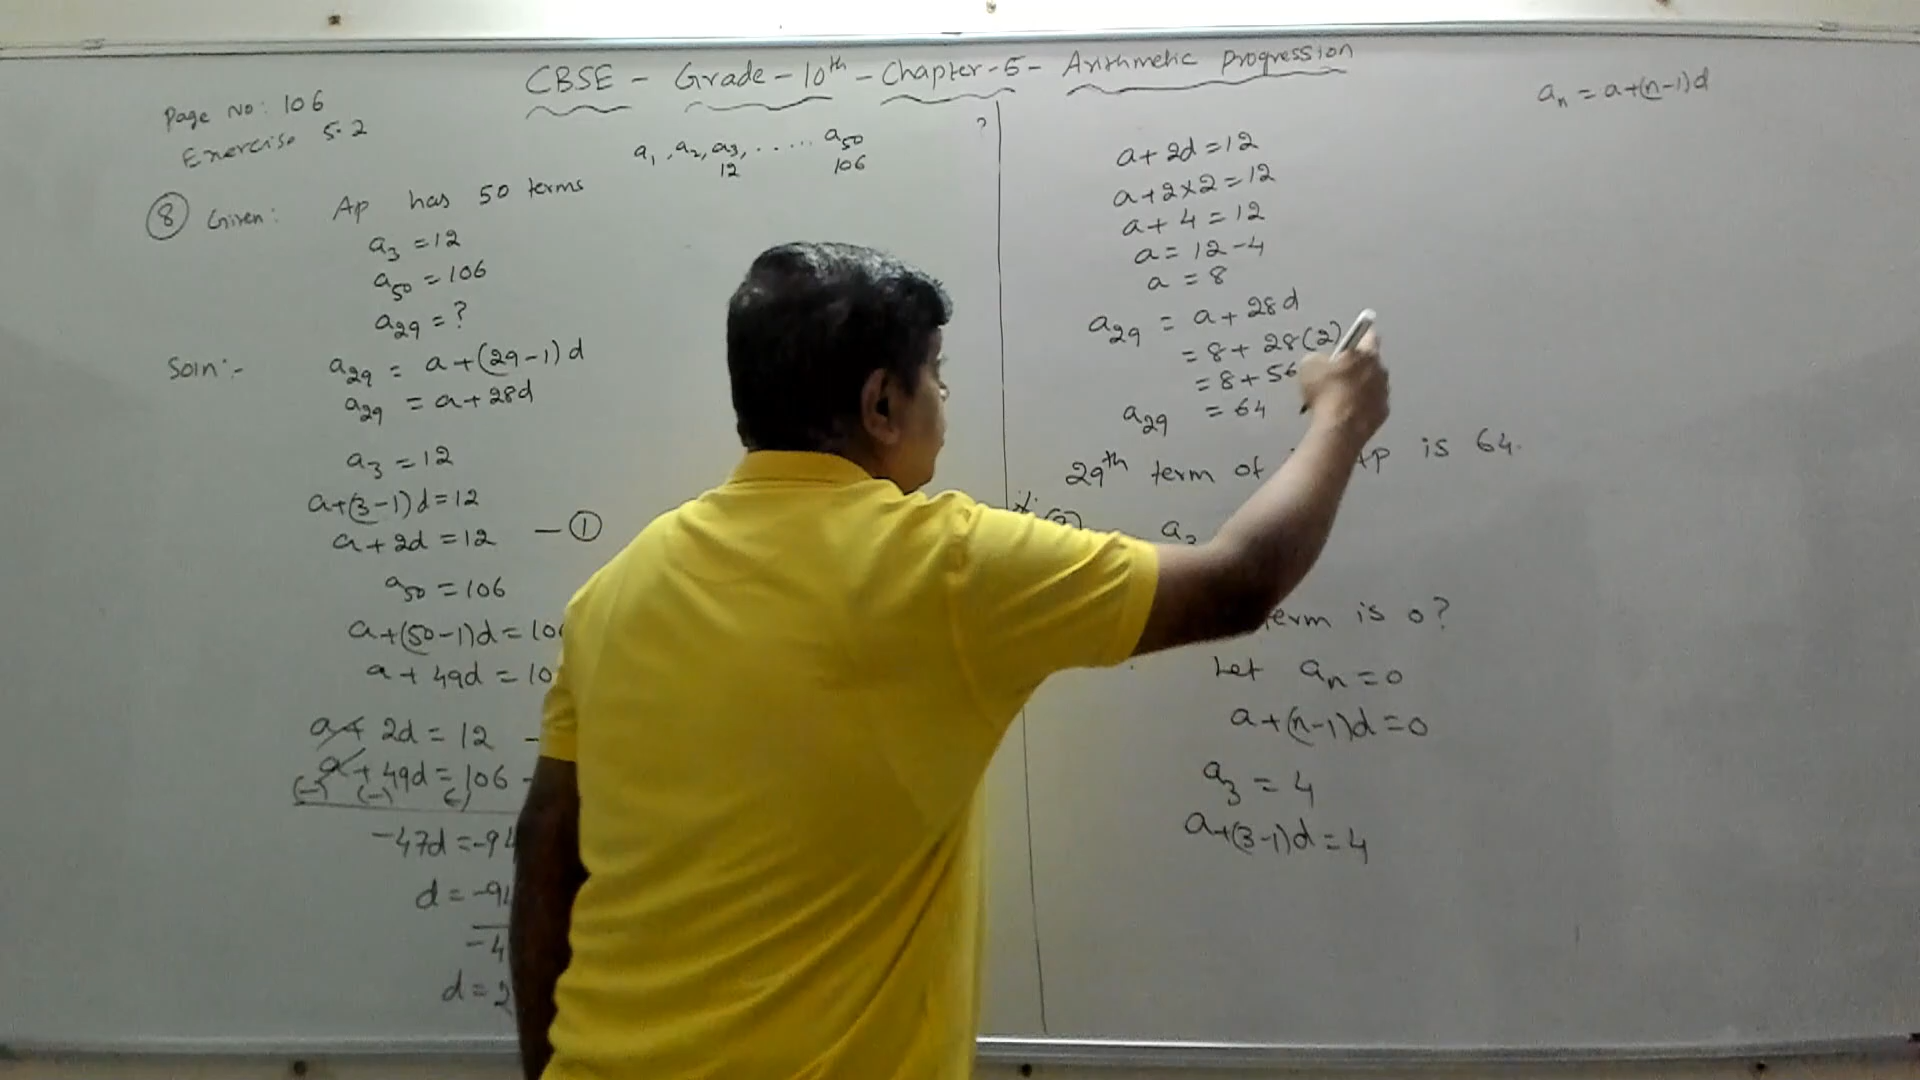 CBSE - Grade - 10th - Chapter - 5 - Arithmetic Progression
Page No: 106
Exercise 5.2
a1, a2, a3, ...... a50
12 106
8 Given: AP has 50 terms
a3 = 12
a50 = 106
a29 = ?
Soln:-
a29 = a+(29-1)d
a29 = a+28d
a3 = 12
a+(3-1)d=12
a+2d = 12 - 1
a50 = 106
a+(50-1)d=10
a+49d = 10
a+ 2d = 12 -
a+49d = 106 -
(-) (-) (-)
-47d = -94
d = -9
-4
d = 2
?
an = a+(n-1)d
a+2d=12
a+2×2=12
a+4=12
a=12-4
a=8
a29 = a+28d
= 8+28(2)
= 8+56
a29 = 64
29th term of AP is 64.
a3
term is 0?
Let an=0
a+(n-1)d=0
a3 = 4
a+(3-1)d=4